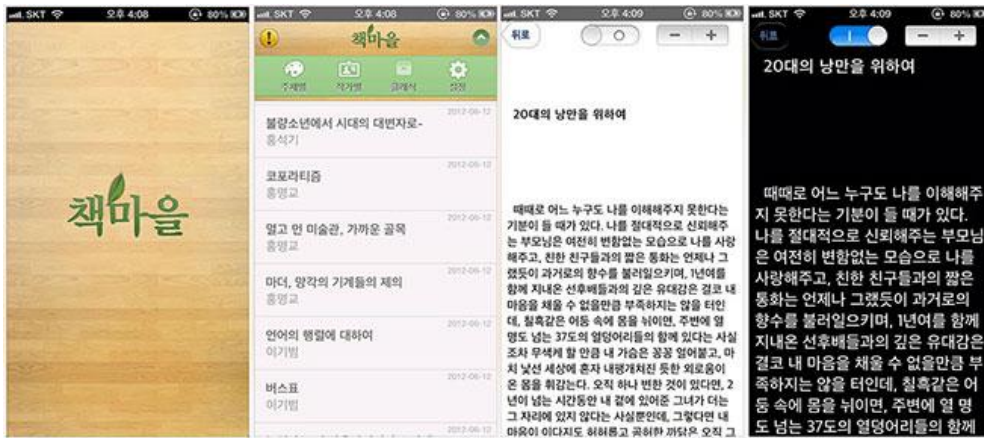 SKT 오후 4:08 80%
책마을
SKT 오후 4:08 80%
책마을
주제별 작가별 클래식 설정
2012-06-12
불량소년에서 시대의 대변자로-
홍석기
2012-06-12
코포라티즘
홍명교
2012-06-12
멀고 먼 미술관, 가까운 골목
홍명교
2012-06-12
마더, 망각의 기계들의 제의
홍명교
2012-06-12
언어의 행렬에 대하여
이기범
2012-06-12
버스표
이기범
2012-06-12
SKT 오후 4:09 80%
뒤로 - +
20대의 낭만을 위하여
때때로 어느 누구도 나를 이해해주지 못한다는
기분이 들 때가 있다. 나를 절대적으로 신뢰해주
는 부모님은 여전히 변함없는 모습으로 나를 사랑
해주고, 친한 친구들과의 짧은 통화는 언제나 그
랬듯이 과거로의 향수를 불러일으키며, 1년여를
함께 지내온 선후배들과의 깊은 유대감은 결코 내
마음을 채울 수 없을만큼 부족하지는 않을 터인
데, 칠흑같은 어둠 속에 몸을 뉘이면, 주변에 열
명도 넘는 37도의 열덩어리들의 함께 있다는 사실
조차 무색케 할 만큼 내 가슴은 꽁꽁 얼어붙고, 마
치 낯선 세상에 혼자 내팽개쳐진 듯한 외로움이
온 몸을 휘감는다. 오직 하나 변한 것이 있다면, 2
년이 넘는 시간동안 내 곁에 있어준 그녀가 더는
그 자리에 있지 않다는 사실뿐인데, 그렇다면 내
마음이 이다지도 허허롭고 공허한 까닭은 오직 그
SKT 오후 4:09 80%
뒤로 - +
20대의 낭만을 위하여
때때로 어느 누구도 나를 이해해주
지 못한다는 기분이 들 때가 있다.
나를 절대적으로 신뢰해주는 부모님
은 여전히 변함없는 모습으로 나를
사랑해주고, 친한 친구들과의 짧은
통화는 언제나 그랬듯이 과거로의
향수를 불러일으키며, 1년여를 함께
지내온 선후배들과의 깊은 유대감은
결코 내 마음을 채울 수 없을만큼 부
족하지는 않을 터인데, 칠흑같은 어
둠 속에 몸을 뉘이면, 주변에 열 명
도 넘는 37도의 열덩어리들의 함께